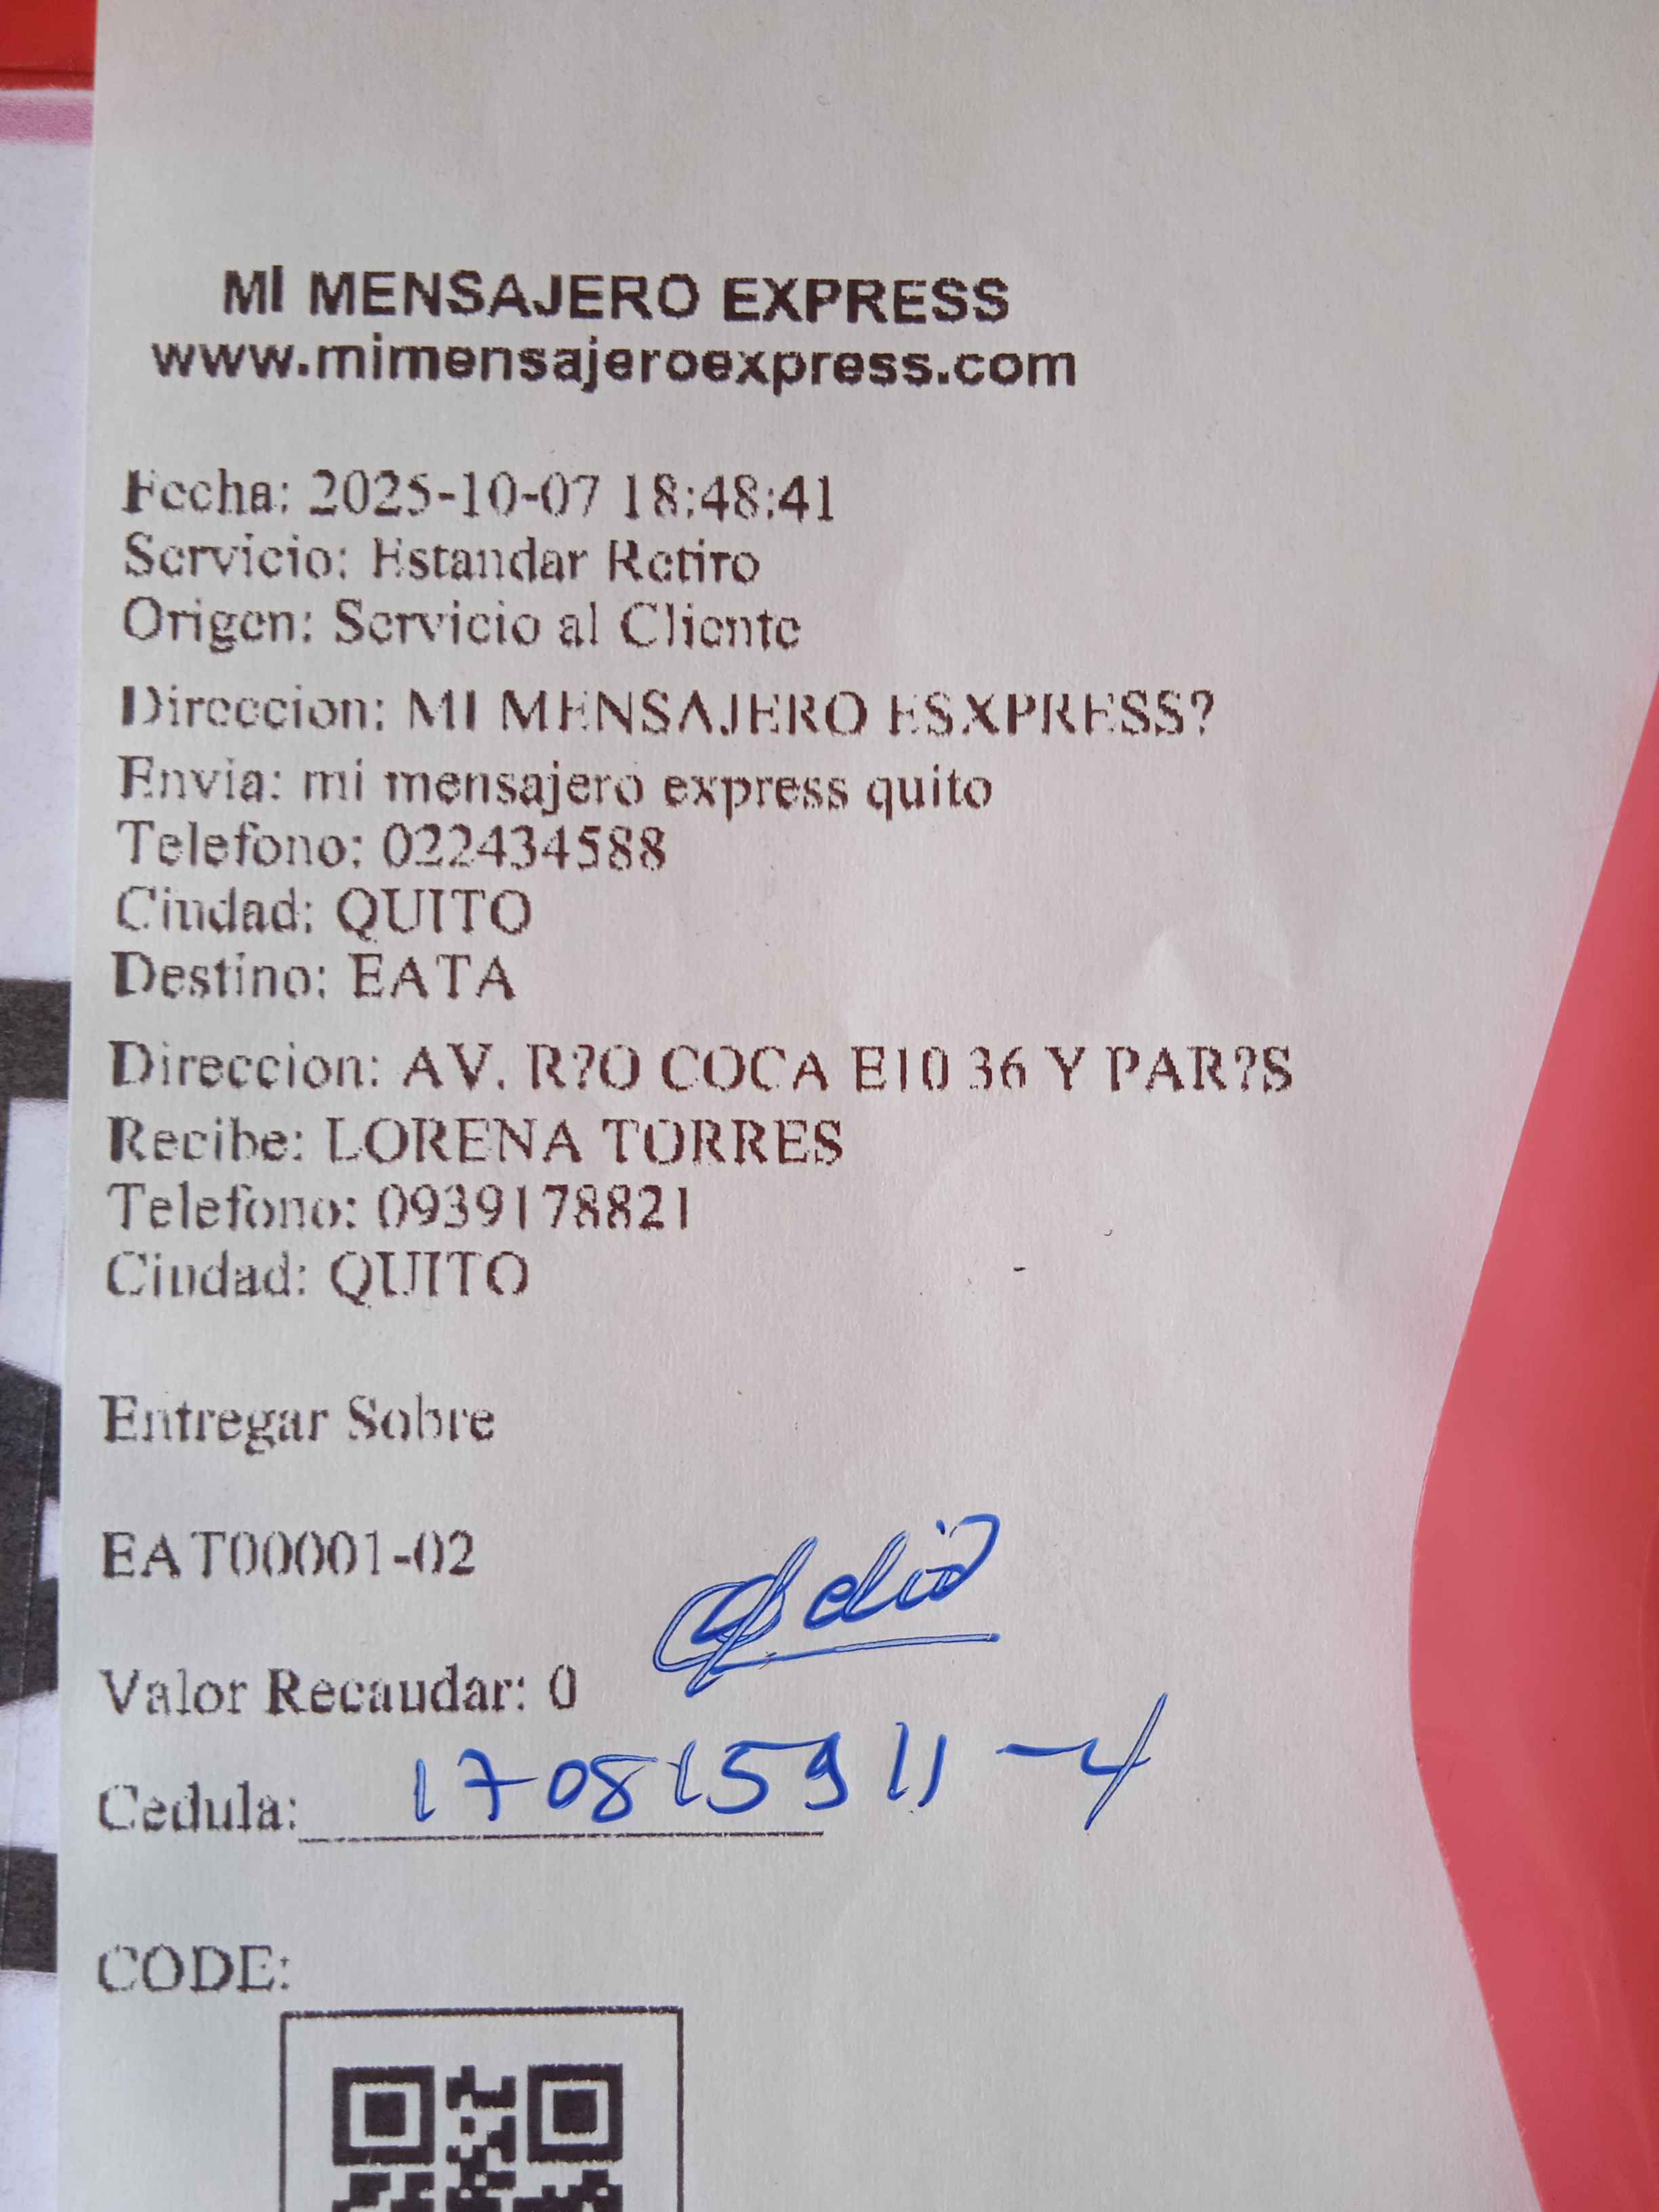 MI MENSAJERO EXPRESS
www.mimensajeroexpress.com
Fecha: 2025-10-07 18:48:41
Servicio: Estandar Retiro
Origen: Servicio al Cliente
Direccion: MI MENSAJERO ESXPRESS?
Envia: mi mensajero express quito
Telefono: 022434588
Ciudad: QUITO
Destino: EATA
Direccion: AV. R?O COCA E10 36 Y PAR?S
Recibe: LORENA TORRES
Telefono: 0939178821
Ciudad: QUITO
Entregar Sobre
EAT00001-02
Valor Recaudar: 0
Cedula: 170815911-4
CODE: